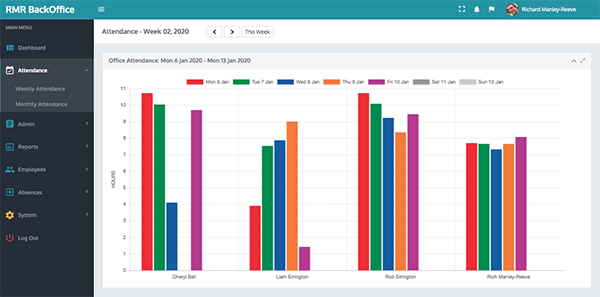 RMR BackOffice
Richard Manley-Reeve
MAIN MENU
Dashboard
Attendance
Weekly Attendance
Monthly Attendance
Admin
Reports
Employees
Absences
System
Log Out
Attendance - Week 02, 2020
This Week
Office Attendance: Mon 6 Jan 2020 - Mon 13 Jan 2020
Mon 6 Jan Tue 7 Jan Wed 8 Jan Thu 9 Jan Fri 10 Jan Sat 11 Jan Sun 12 Jan
HOURS
11
10
9
8
7
6
5
4
3
2
1
0
Cheryl Bell Liam Errington Rob Errington Rich Manley-Reeve